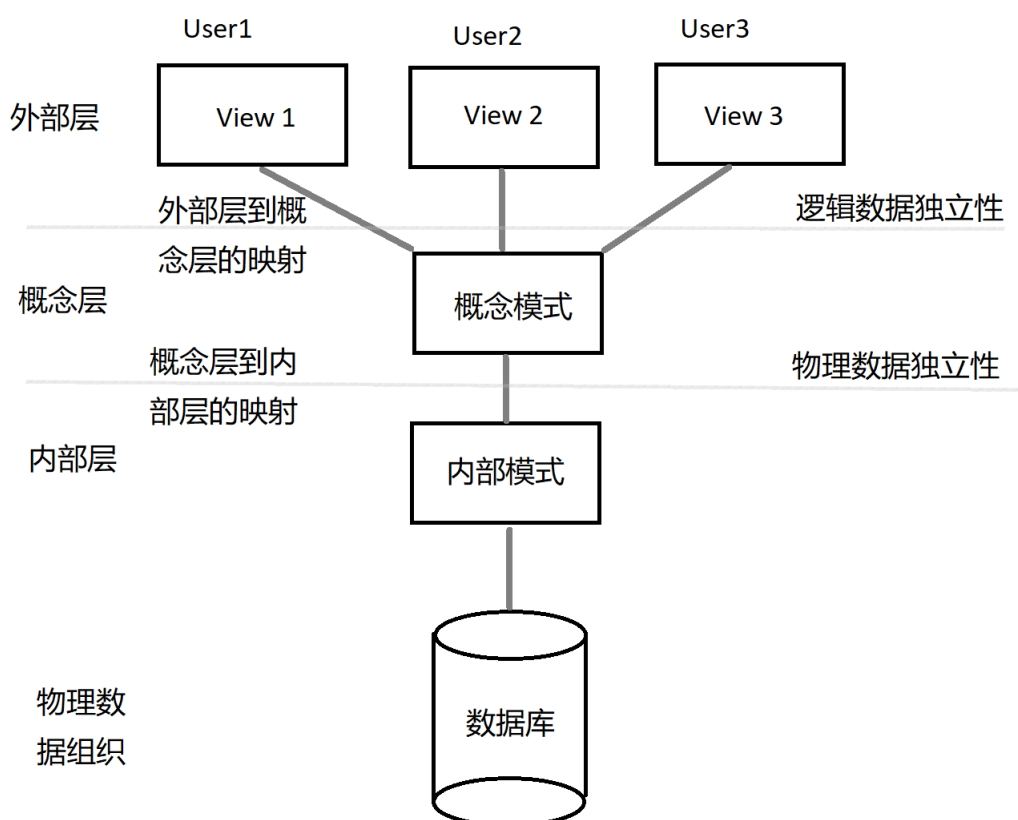 User1
User2
User3
外部层
View 1
View 2
View 3
外部层到概
念层的映射
逻辑数据独立性
概念层
概念模式
概念层到内
部层的映射
物理数据独立性
内部层
内部模式
物理数
据组织
数据库